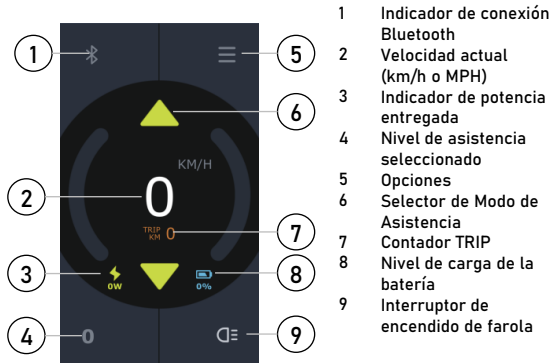 1
5
KM/H
6
2
0
TRIP
KM
0
7
3
0W
0%
8
4
0
9
1 Indicador de conexión
Bluetooth
2 Velocidad actual
(km/h o MPH)
3 Indicador de potencia
entregada
4 Nivel de asistencia
seleccionado
5 Opciones
6 Selector de Modo de
Asistencia
7 Contador TRIP
8 Nivel de carga de la
batería
9 Interruptor de
encendido de farola